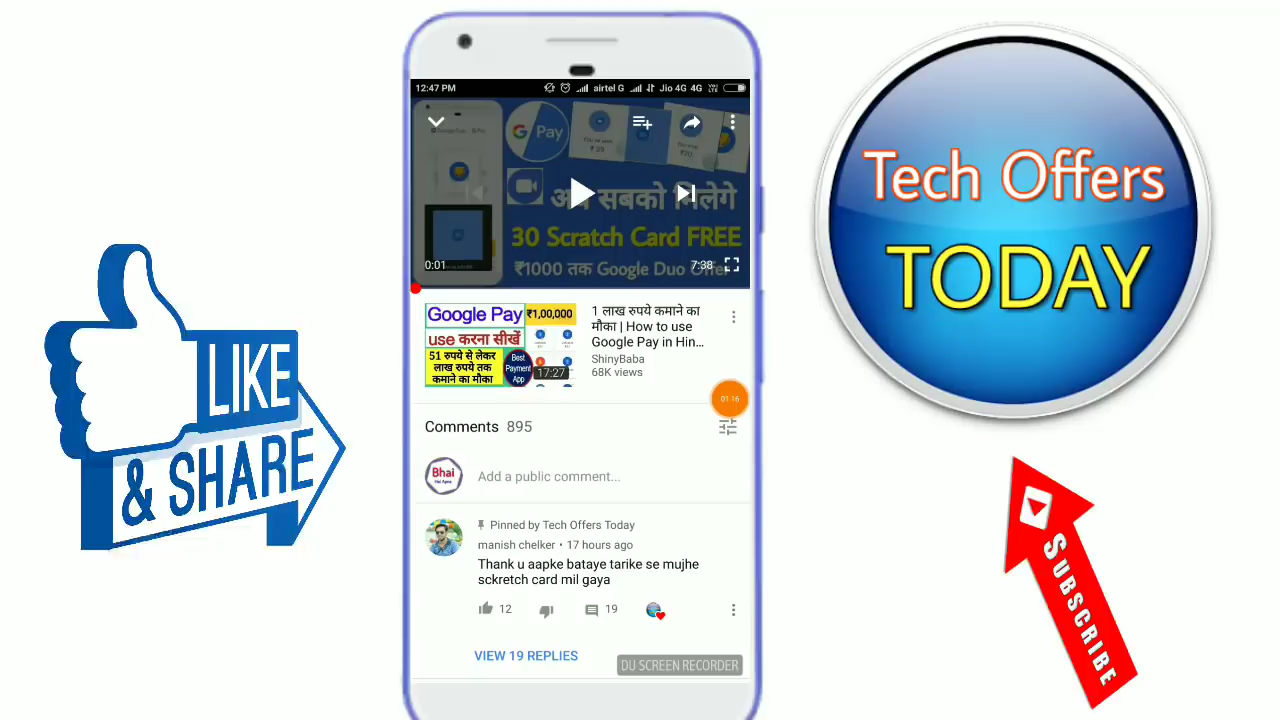 12:47 PM
airtel G
Jio 4G 4G
G Pay
सबको मिलेगे
30 Scratch Card FREE
₹1000 तक Google Duo Offer
0:01
7:38
Google Pay
₹1,00,000
use करना सीखें
51 रुपये से लेकर
लाख रुपये तक
कमाने का मौका
Best
Payment
App
17:27
1 लाख रुपये कमाने का
मौका | How to use
Google Pay in Hin...
ShinyBaba
68K views
01:16
Comments 895
Bhai
Add a public comment...
Pinned by Tech Offers Today
manish chelker • 17 hours ago
Thank u aapke bataye tarike se mujhe
sckretch card mil gaya
12
19
VIEW 19 REPLIES
DU SCREEN RECORDER
LIKE
& SHARE
Tech Offers
TODAY
SUBSCRIBE